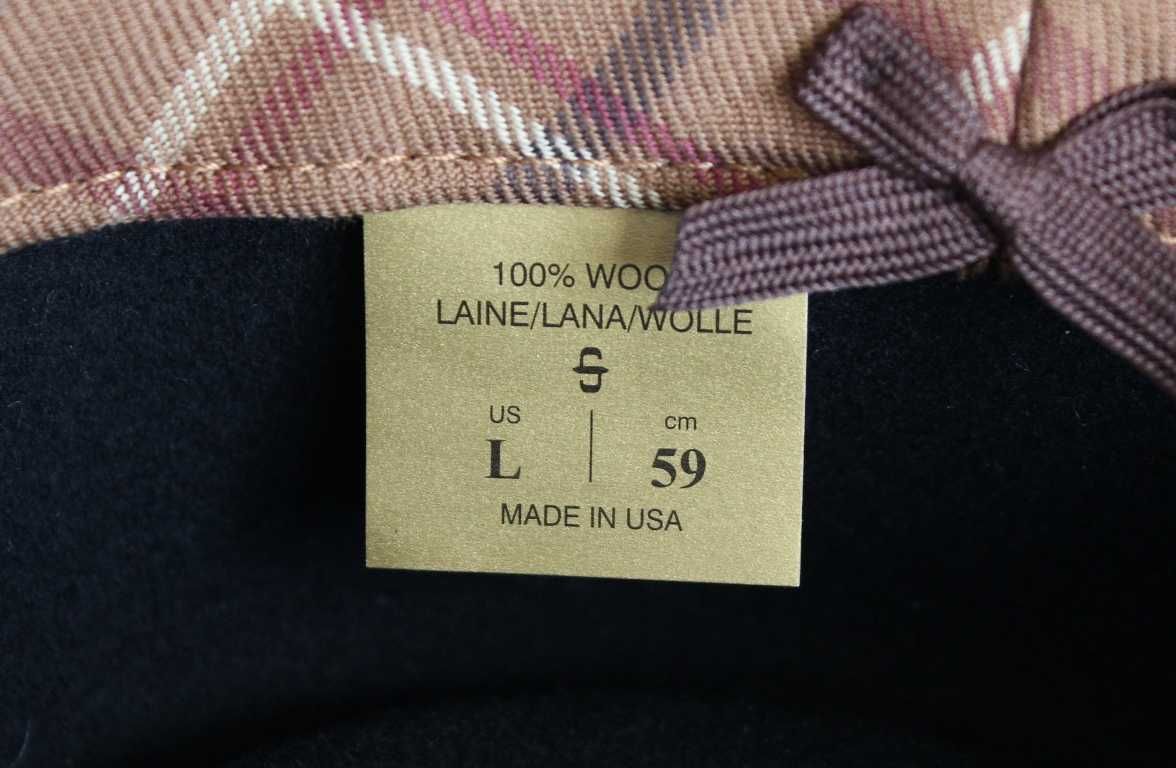 100% WOO
LAINE/LANA/WOLLE
S
US
L
cm
59
MADE IN USA